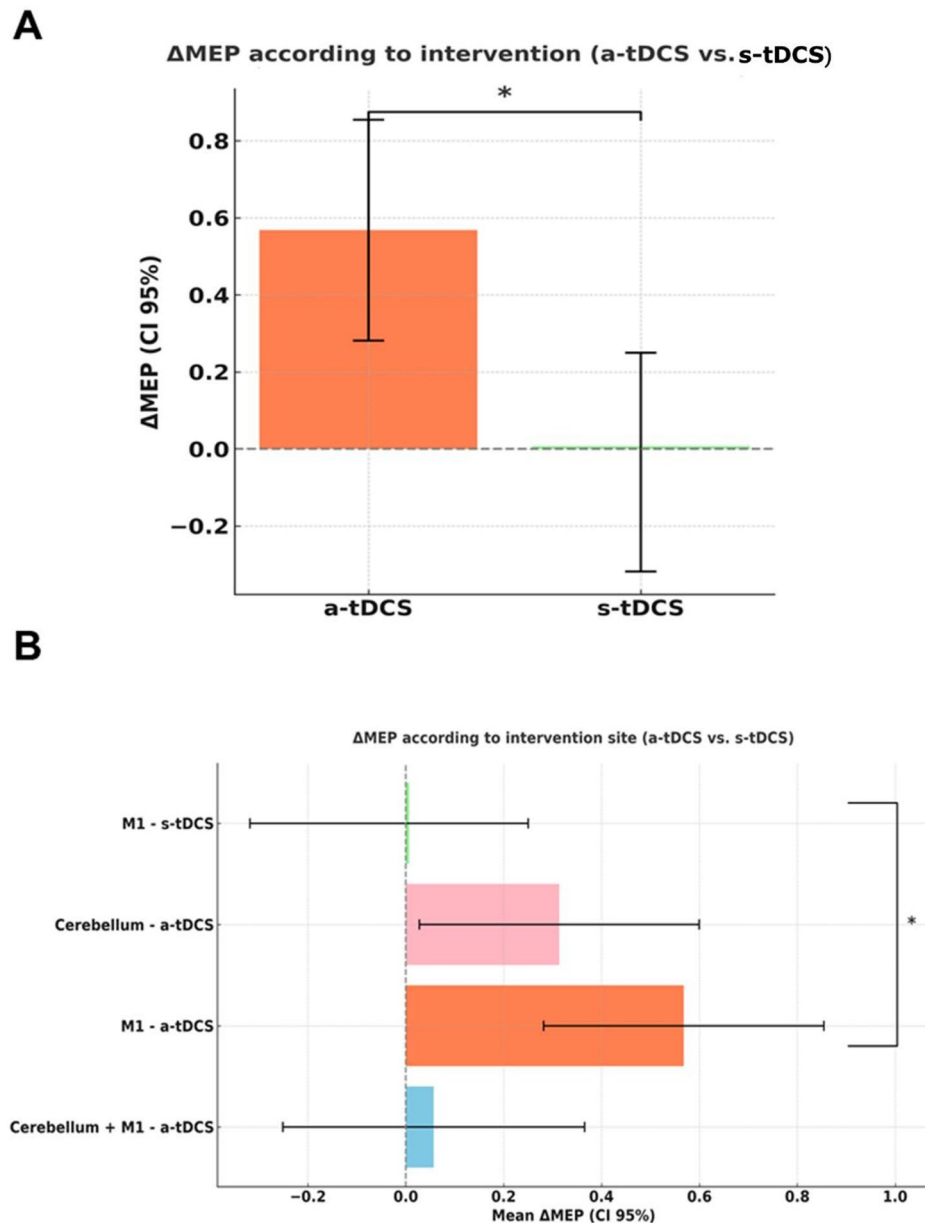 A
ΔMEP according to intervention (a-tDCS vs. s-tDCS)
*
ΔMEP (CI 95%)
0.8
0.6
0.4
0.2
0.0
−0.2
a-tDCS s-tDCS
B
ΔMEP according to intervention site (a-tDCS vs. s-tDCS)
M1 - s-tDCS
Cerebellum - a-tDCS
*
M1 - a-tDCS
Cerebellum + M1 - a-tDCS
−0.2 0.0 0.2 0.4 0.6 0.8 1.0
Mean ΔMEP (CI 95%)